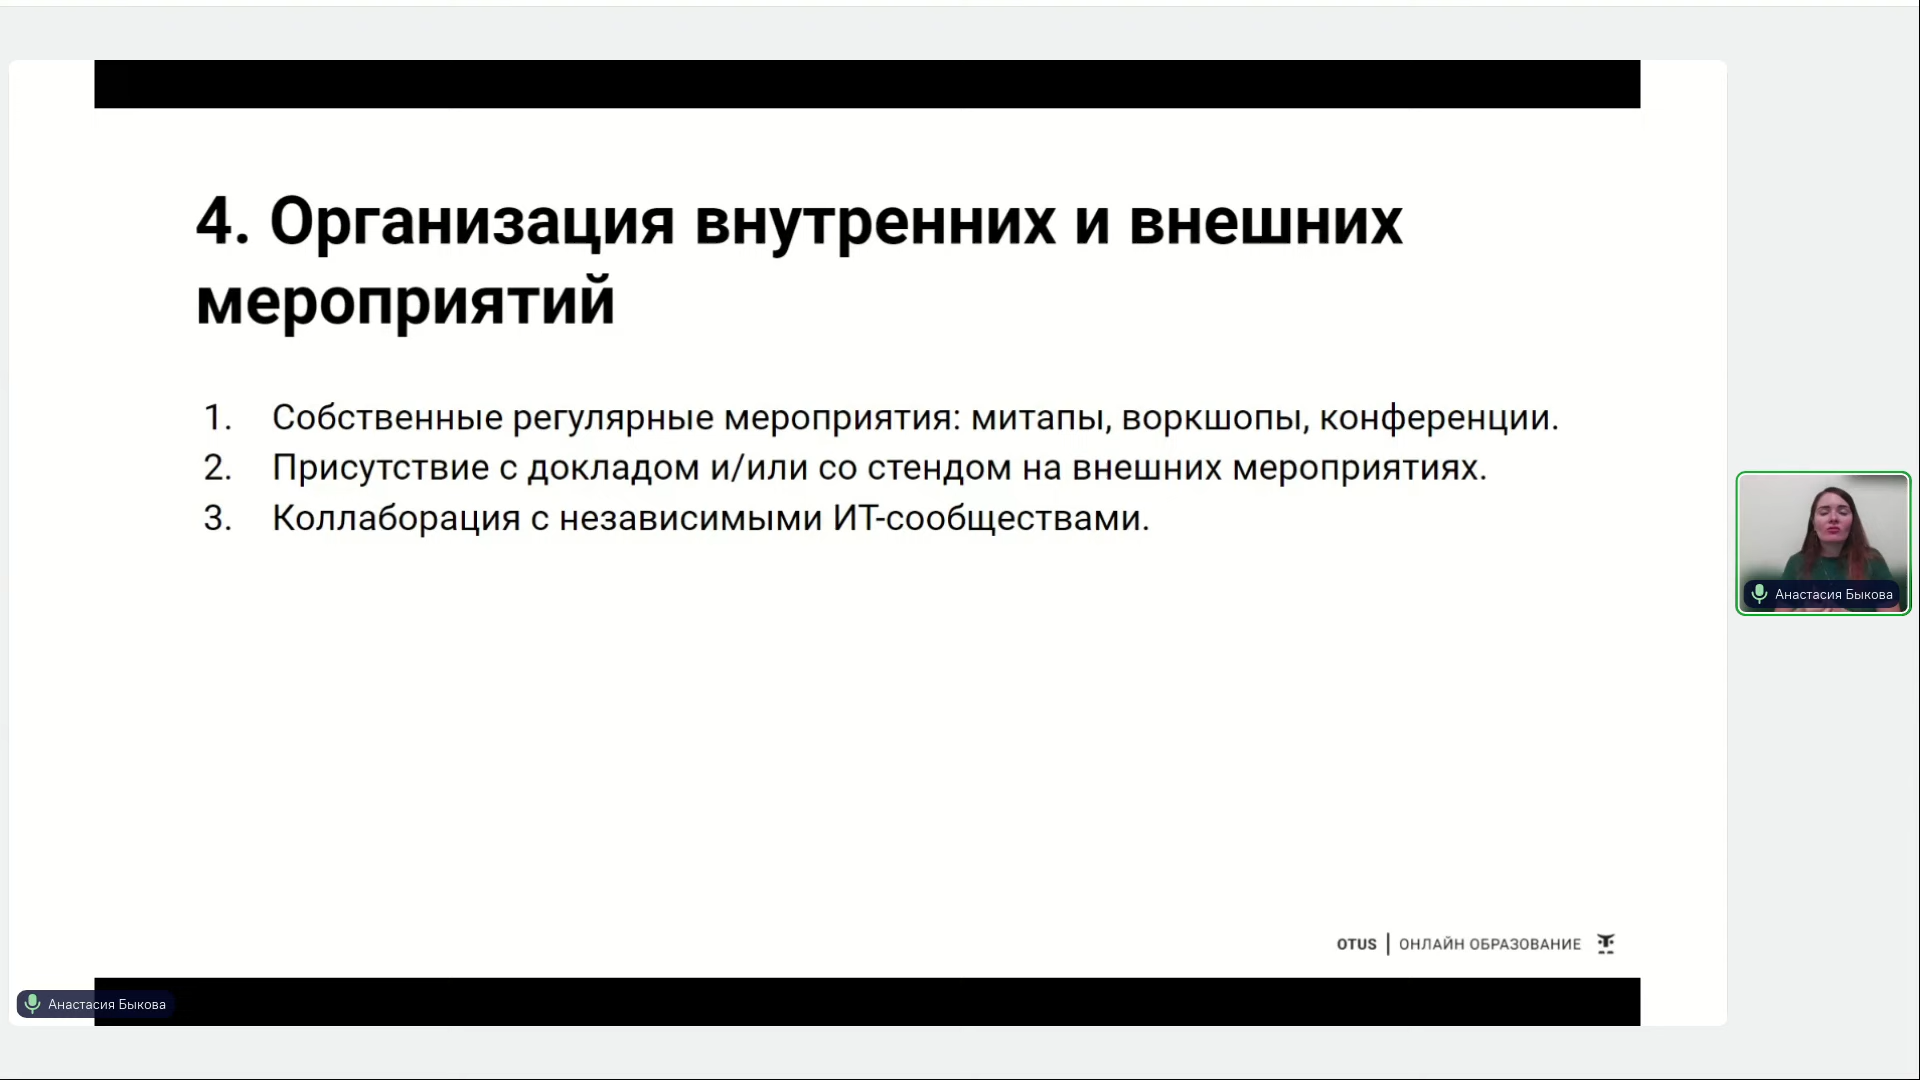 4. Организация внутренних и внешних
мероприятий
1. Собственные регулярные мероприятия: митапы, воркшопы, конференции.
2. Присутствие с докладом и/или со стендом на внешних мероприятиях.
3. Коллаборация с независимыми ИТ-сообществами.
Анастасия Быкова
OTUS | ОНЛАЙН ОБРАЗОВАНИЕ
Анастасия Быкова